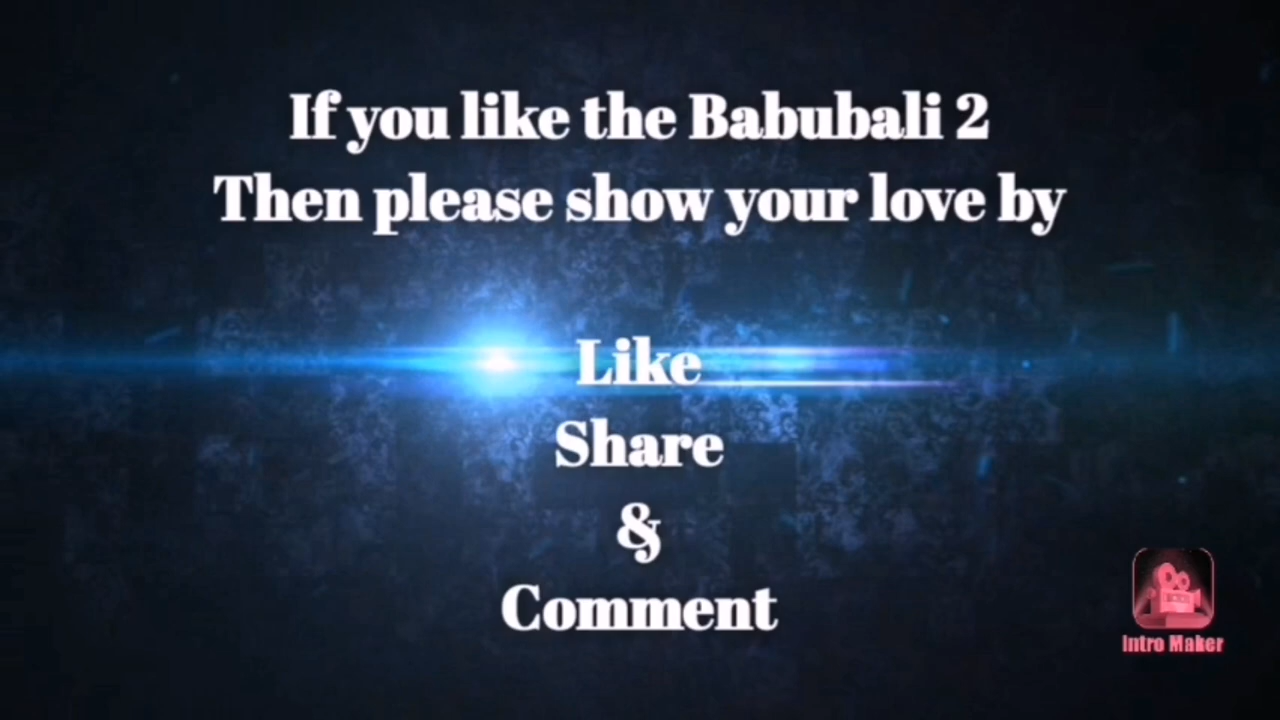 If you like the Babubali 2
Then please show your love by
Like
Share
&
Comment
Intro Maker